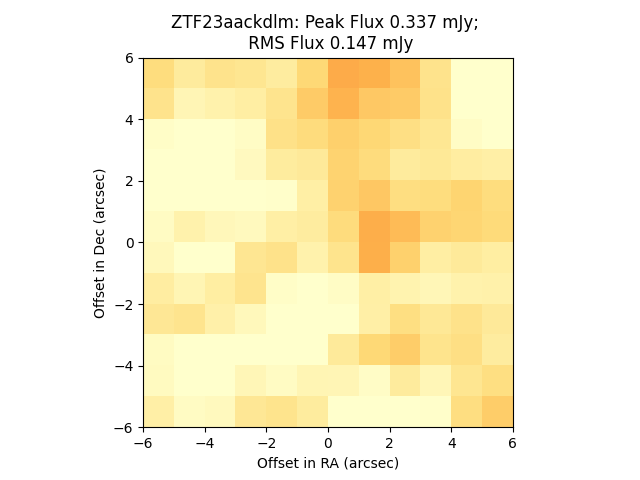 ZTF23aackdlm: Peak Flux 0.337 mJy;
RMS Flux 0.147 mJy
6
4
2
0
−2
−4
−6
Offset in Dec (arcsec)
−6 −4 −2 0 2 4 6
Offset in RA (arcsec)